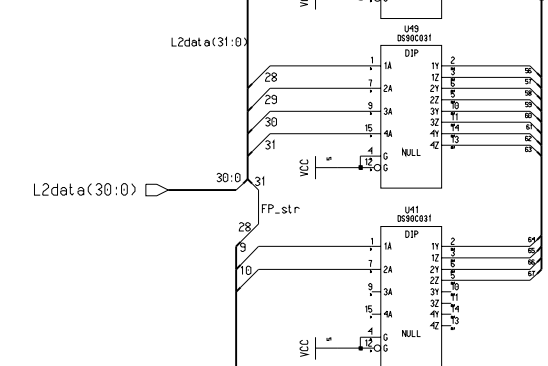 VCC
G
U49
DS90C031
L2data(31:0)
DIP
1 1A 1Y 2 56
28 1Z 3 57
7 2A 2Y 6 58
29 2Z 5 59
9 3A 3Y 10 60
30 3Z 11 61
15 4A 4Y 14 62
31 4Z 13 63
4 G NULL
VCC 12 G
30:0 31
L2data(30:0)
FP_str
U41
DS90C031
28 DIP
9 1 1A 1Y 2 64
1Z 3 65
10 7 2A 2Y 6 66
2Z 5 67
9 3A 3Y 10
3Z 11
15 4A 4Y 14
4Z 13
4 G NULL
VCC 12 G